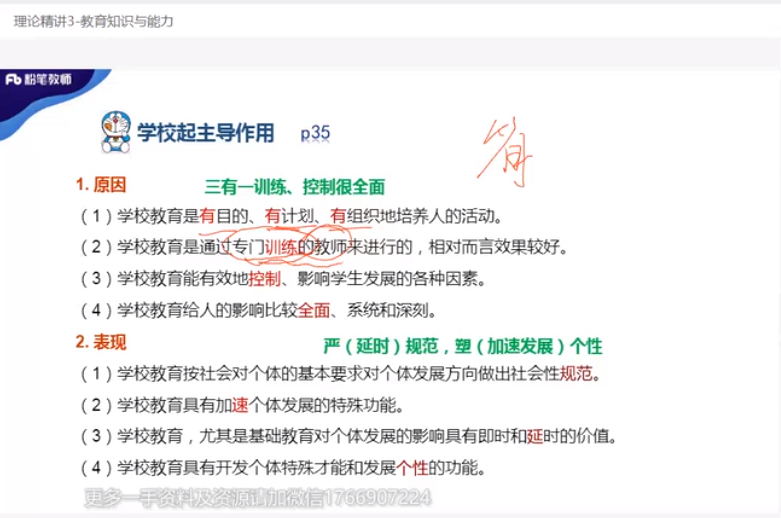 理论精讲3-教育知识与能力
粉笔教师
学校起主导作用 p35
简
1. 原因 三有一训练、控制很全面
（1）学校教育是有目的、有计划、有组织地培养人的活动。
（2）学校教育是通过专门训练的教师来进行的，相对而言效果较好。
（3）学校教育能有效地控制、影响学生发展的各种因素。
（4）学校教育给人的影响比较全面、系统和深刻。
2. 表现 严（延时）规范，塑（加速发展）个性
（1）学校教育按社会对个体的基本要求对个体发展方向做出社会性规范。
（2）学校教育具有加速个体发展的特殊功能。
（3）学校教育，尤其是基础教育对个体发展的影响具有即时和延时的价值。
（4）学校教育具有开发个体特殊才能和发展个性的功能。
更多一手资料及资源请加微信1766907224